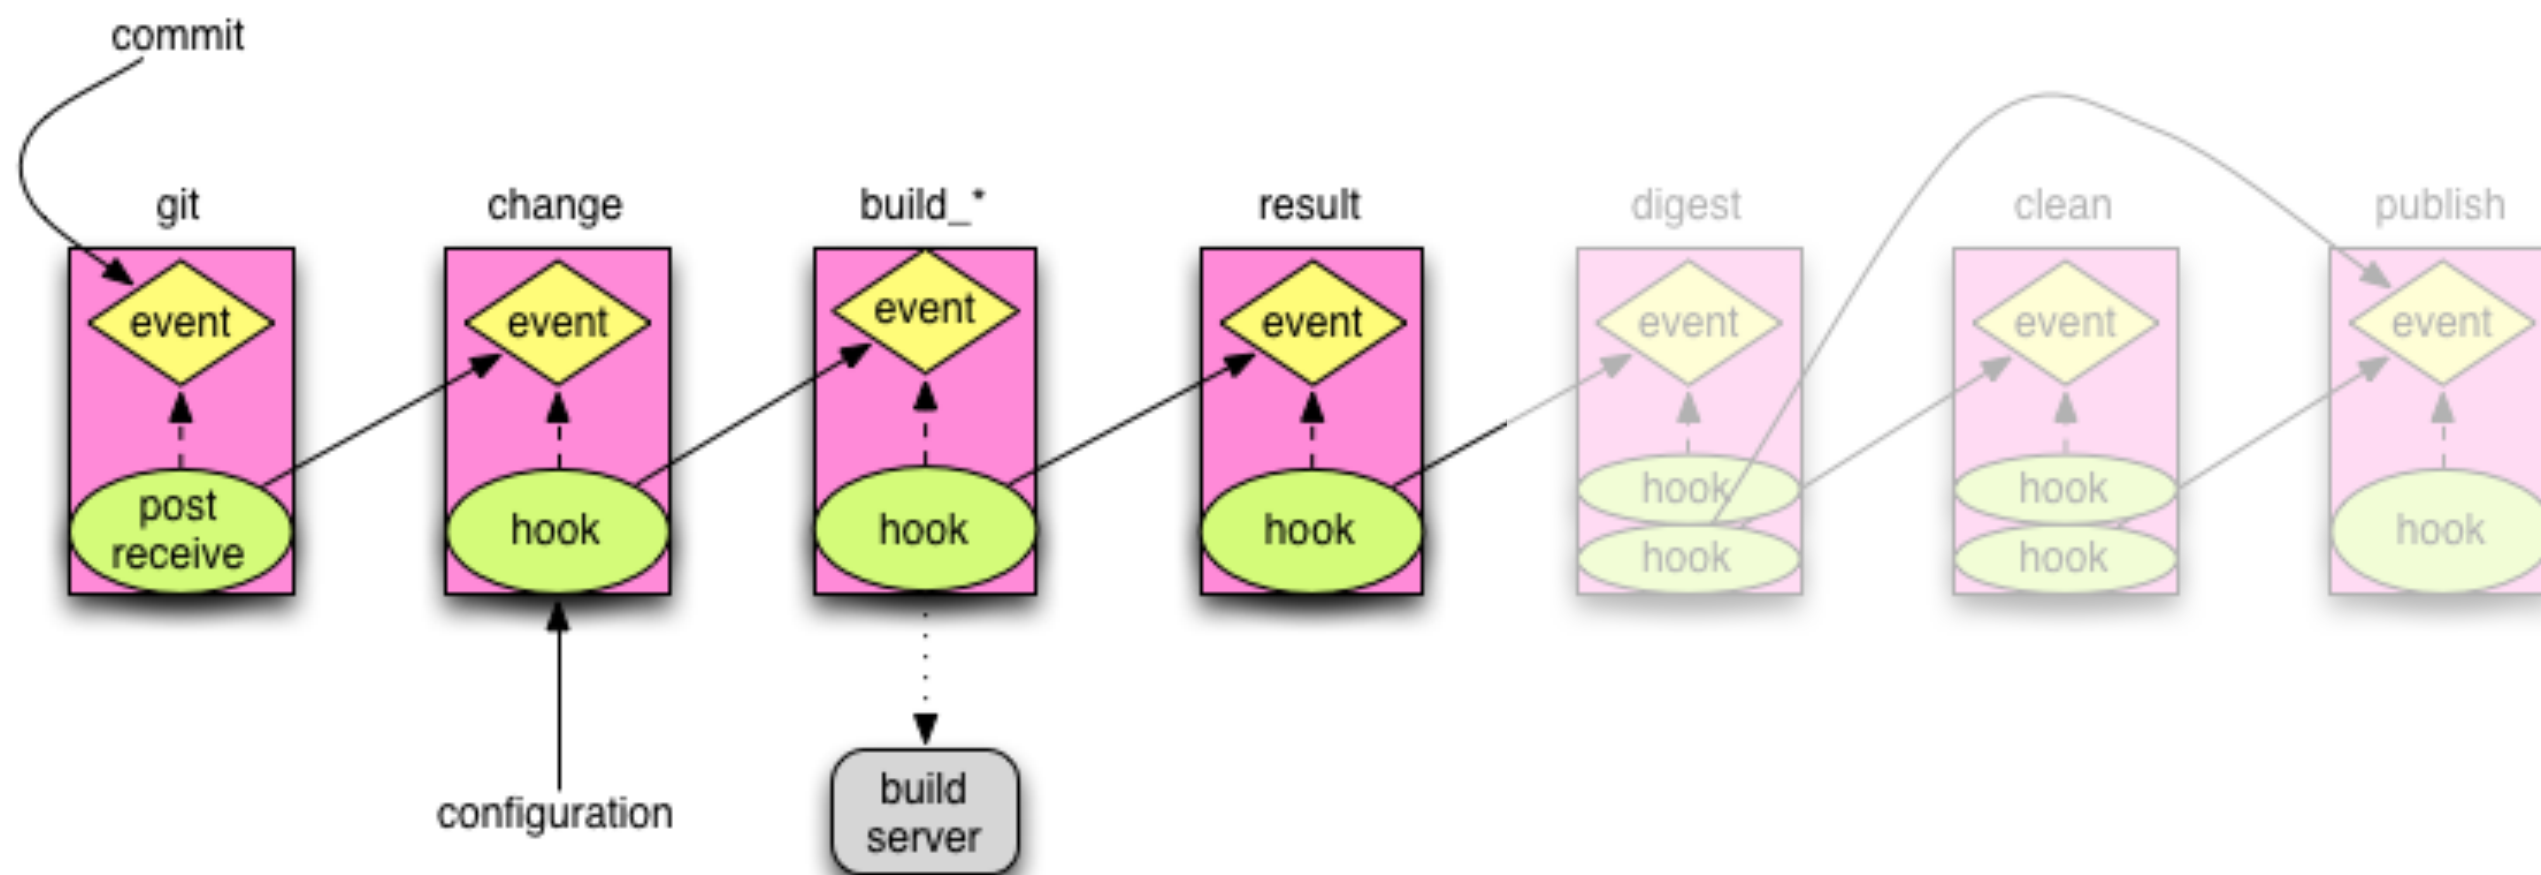 commit
git
change
build_*
result
digest
clean
publish
event
event
event
event
event
event
event
post
receive
hook
hook
hook
hook
hook
hook
hook
hook
configuration
build
server